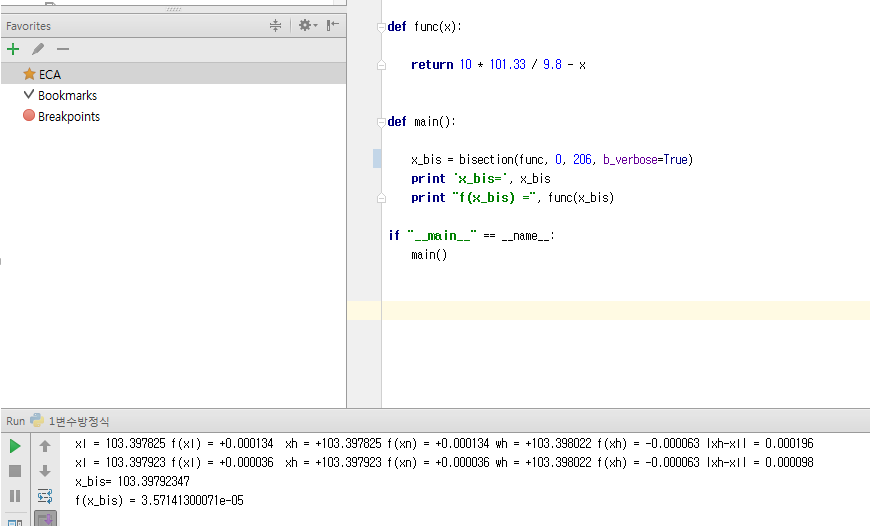 Favorites
ECA
Bookmarks
Breakpoints
def func(x):
return 10 * 101.33 / 9.8 - x
def main():
x_bis = bisection(func, 0, 206, b_verbose=True)
print 'x_bis=', x_bis
print "f(x_bis) =", func(x_bis)
if "__main__" == __name__:
main()
Run 1변수방정식
xl = 103.397825 f(xl) = +0.000134 xh = +103.397825 f(xn) = +0.000134 wh = +103.398022 f(xh) = -0.000063 |xh-xl| = 0.000196
xl = 103.397923 f(xl) = +0.000036 xh = +103.397923 f(xn) = +0.000036 wh = +103.398022 f(xh) = -0.000063 |xh-xl| = 0.000098
x_bis= 103.39792347
f(x_bis) = 3.57141300071e-05